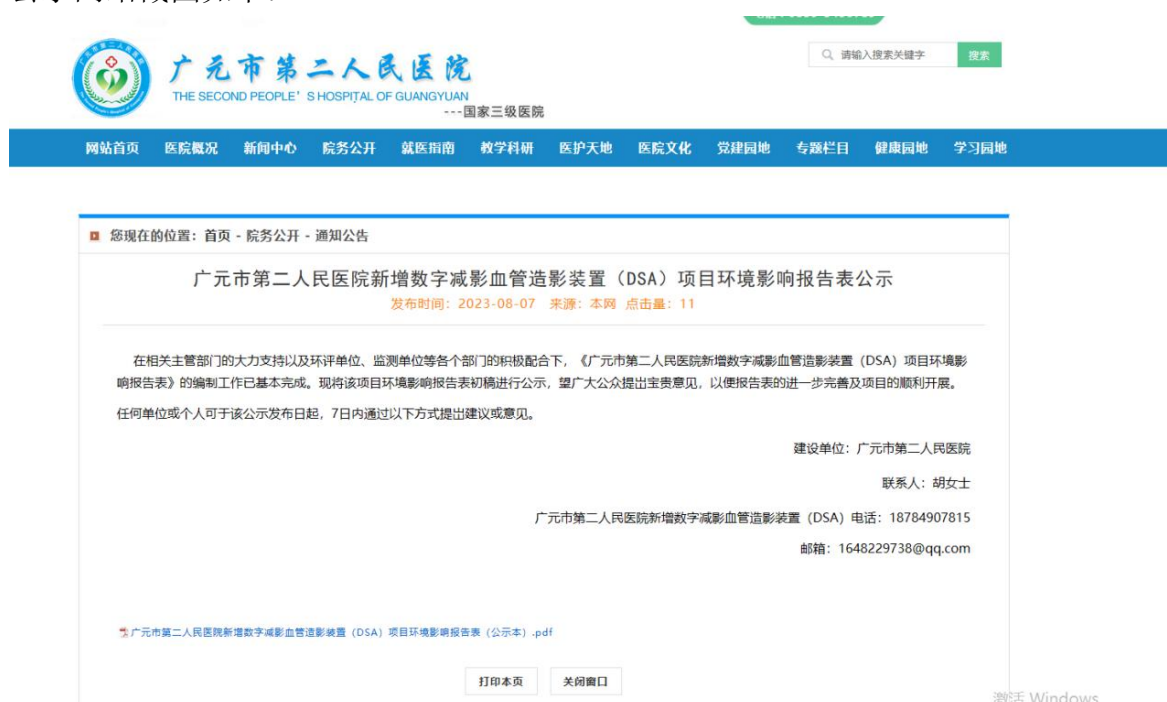 广元市第二人民医院
THE SECOND PEOPLE' S HOSPITAL OF GUANGYUAN
---国家三级医院
请输入搜索关键字 搜索
网站首页 医院概况 新闻中心 院务公开 就医指南 教学科研 医护天地 医院文化 党建园地 专题栏目 健康园地 学习园地
您现在的位置：首页 - 院务公开 - 通知公告
广元市第二人民医院新增数字减影血管造影装置（DSA）项目环境影响报告表公示
发布时间：2023-08-07 来源：本网 点击量：11
在相关主管部门的大力支持以及环评单位、监测单位等各个部门的积极配合下，《广元市第二人民医院新增数字减影血管造影装置（DSA）项目环境影
响报告表》的编制工作已基本完成。现将该项目环境影响报告表初稿进行公示，望广大公众提出宝贵意见，以便报告表的进一步完善及项目的顺利开展。
任何单位或个人可于该公示发布日起，7日内通过以下方式提出建议或意见。
建设单位：广元市第二人民医院
联系人：胡女士
广元市第二人民医院新增数字减影血管造影装置（DSA）电话：18784907815
邮箱：1648229738@qq.com
广元市第二人民医院新增数字减影血管造影装置（DSA）项目环境影响报告表（公示本）.pdf
打印本页 关闭窗口
激活 Windows